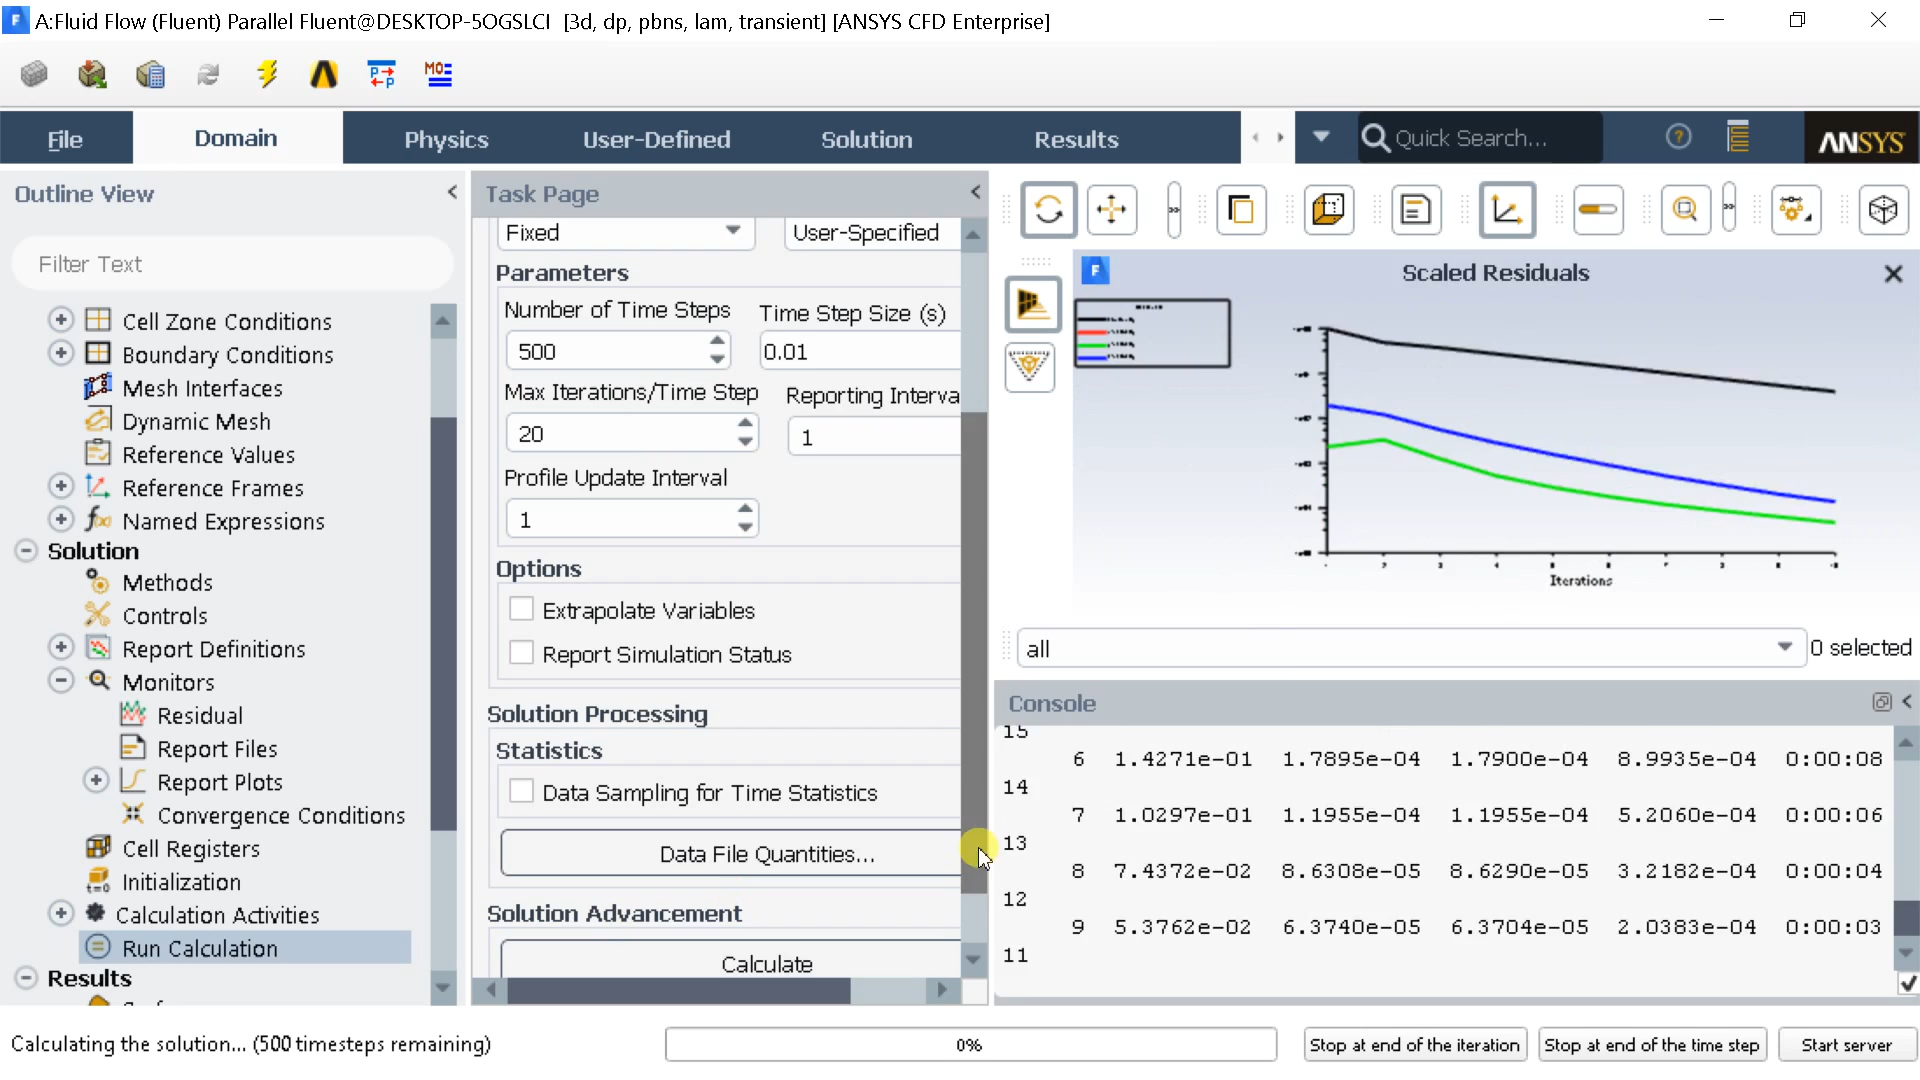 A:Fluid Flow (Fluent) Parallel Fluent@DESKTOP-5OGSLCI [3d, dp, pbns, lam, transient] [ANSYS CFD Enterprise]
File
Domain
Physics
User-Defined
Solution
Results
Quick Search...
ANSYS
Outline View
Filter Text
Cell Zone Conditions
Boundary Conditions
Mesh Interfaces
Dynamic Mesh
Reference Values
Reference Frames
Named Expressions
Solution
Methods
Controls
Report Definitions
Monitors
Residual
Report Files
Report Plots
Convergence Conditions
Cell Registers
Initialization
Calculation Activities
Run Calculation
Results
Task Page
Fixed
User-Specified
Parameters
Number of Time Steps
Time Step Size (s)
500
0.01
Max Iterations/Time Step
Reporting Interva
20
1
Profile Update Interval
1
Options
Extrapolate Variables
Report Simulation Status
Solution Processing
Statistics
Data Sampling for Time Statistics
Data File Quantities...
Solution Advancement
Calculate
Scaled Residuals
Iterations
all
0 selected
Console
15
6 1.4271e-01 1.7895e-04 1.7900e-04 8.9935e-04 0:00:08
14
7 1.0297e-01 1.1955e-04 1.1955e-04 5.2060e-04 0:00:06
13
8 7.4372e-02 8.6308e-05 8.6290e-05 3.2182e-04 0:00:04
12
9 5.3762e-02 6.3740e-05 6.3704e-05 2.0383e-04 0:00:03
11
Calculating the solution... (500 timesteps remaining)
0%
Stop at end of the iteration
Stop at end of the time step
Start server